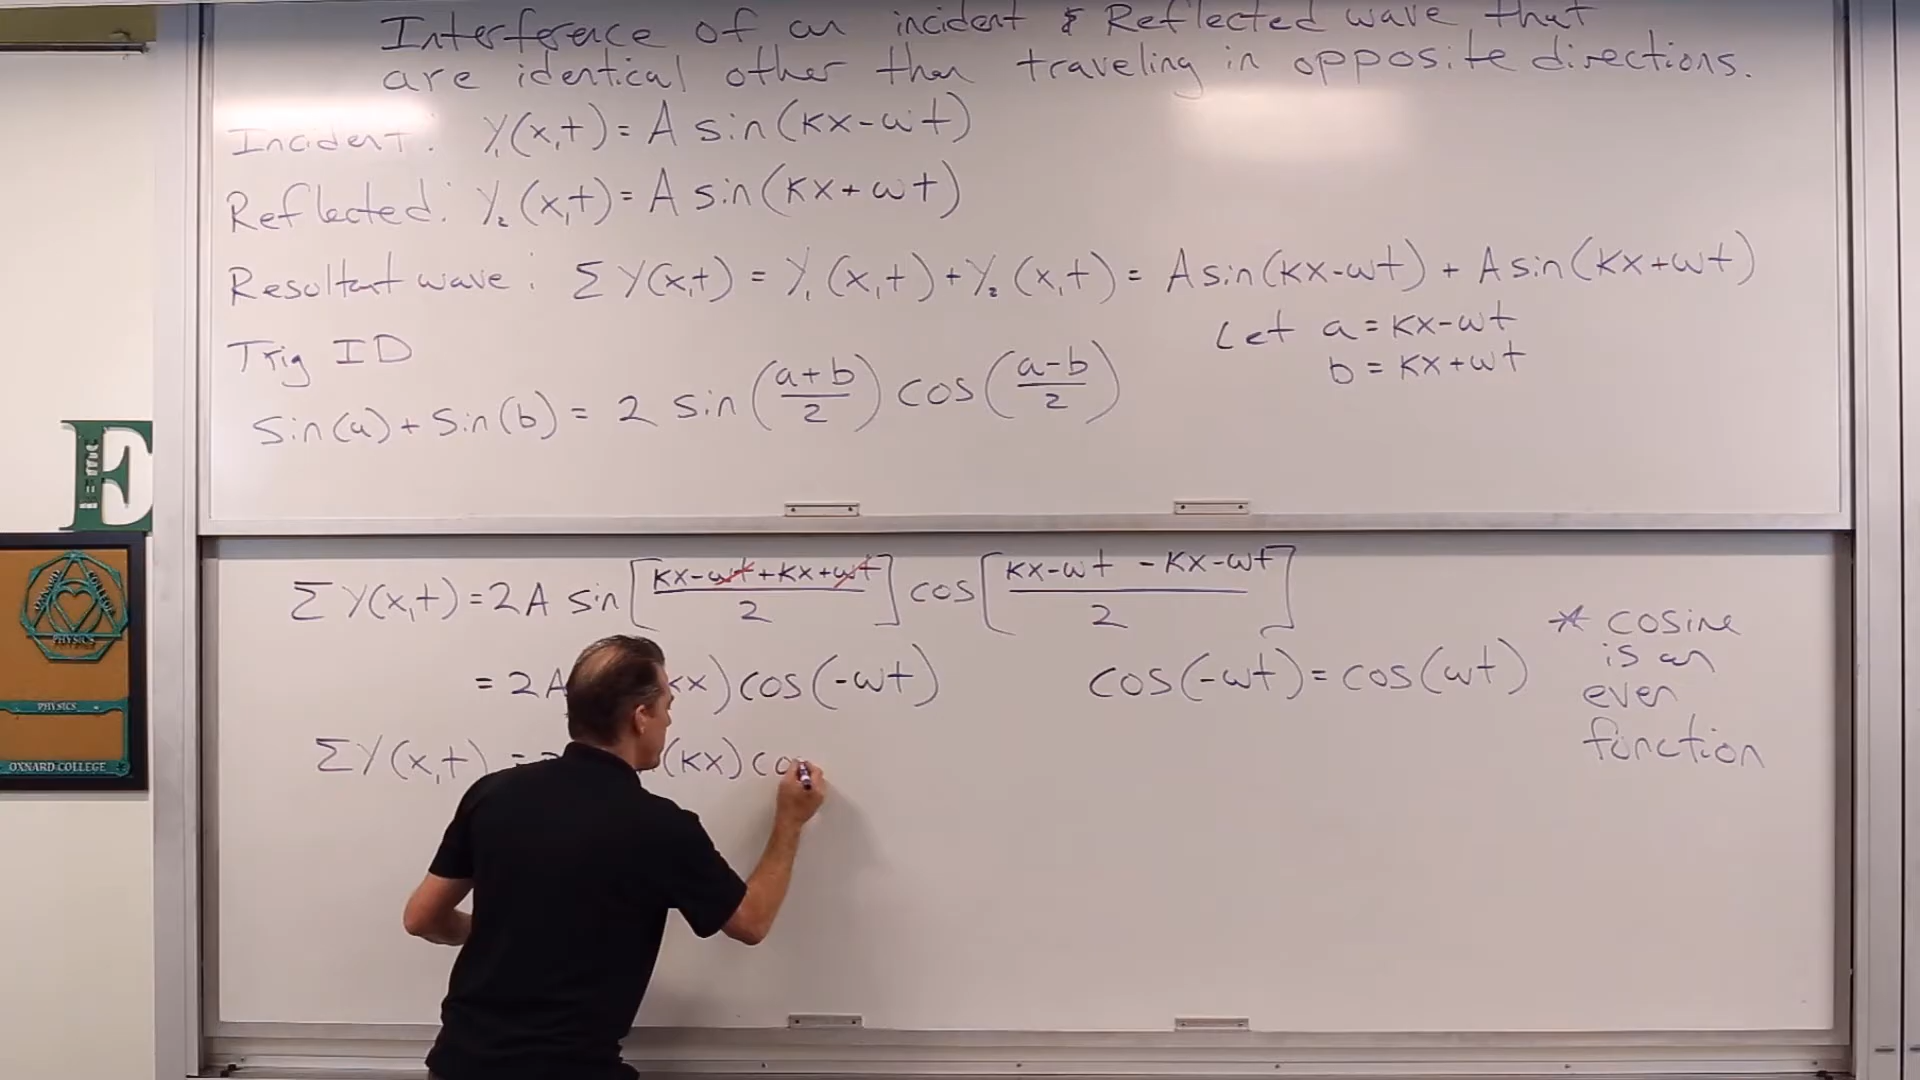 Interference of an incident & Reflected wave that
are identical other than traveling in opposite directions.
Incident: y₁(x,t) = A sin(kx-ωt)
Reflected: y₂(x,t) = A sin(kx+ωt)
Resultant wave: Σ y(x,t) = y₁(x,t) + y₂(x,t) = A sin(kx-ωt) + A sin(kx+ωt)
Let a = kx-ωt
b = kx+ωt
Trig ID
sin(a) + sin(b) = 2 sin((a+b)/2) cos((a-b)/2)
Σ y(x,t) = 2A sin[(kx-ωt+kx+ωt)/2] cos[(kx-ωt -kx-ωt)/2]
= 2A kx) cos(-ωt)
cos(-ωt) = cos(ωt)
* cosine
is an
even
function
Σ y(x,t) = (kx) co
E
PHYSICS
PHYSICS
OXNARD COLLEGE